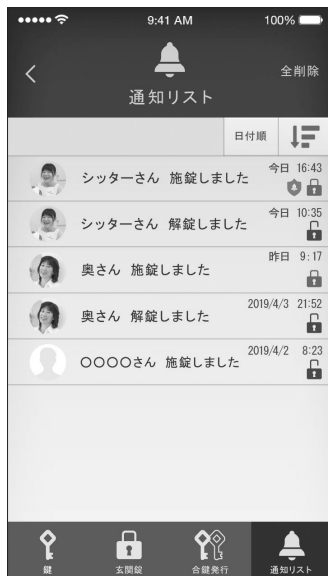 9:41 AM 100%
全削除
通知リスト
日付順
シッターさん 施錠しました 今日 16:43
シッターさん 解錠しました 今日 10:35
奥さん 施錠しました 昨日 9:17
奥さん 解錠しました 2019/4/3 21:52
○○○○さん 施錠しました 2019/4/2 8:23
鍵 玄関錠 合鍵発行 通知リスト